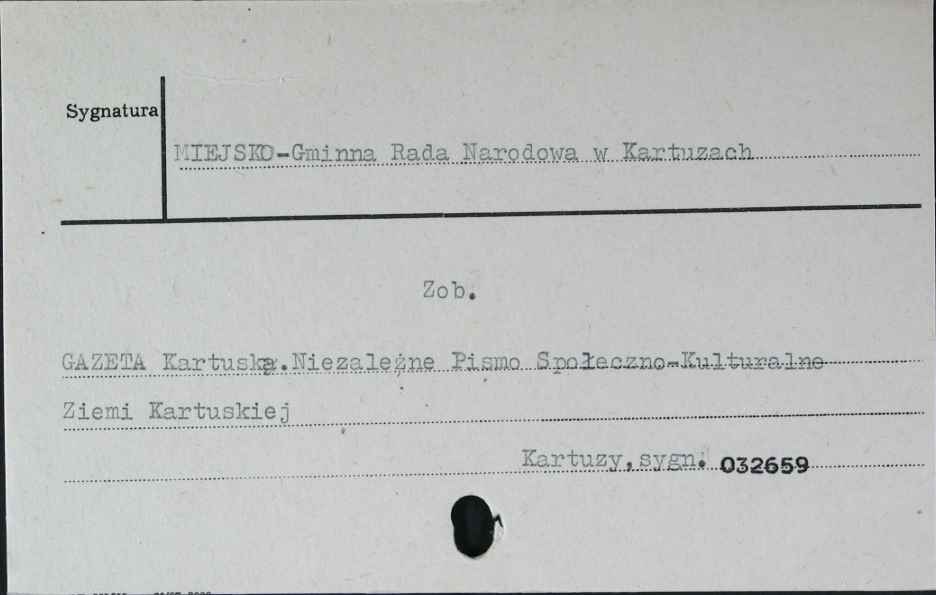 Sygnatura
MIEJSKO-Gminna Rada Narodowa w Kartuzach
Zob.
GAZETA Kartuska.Niezależne Pismo Społeczno-Kulturalne
Ziemi Kartuskiej
Kartuzy,sygn. 032659